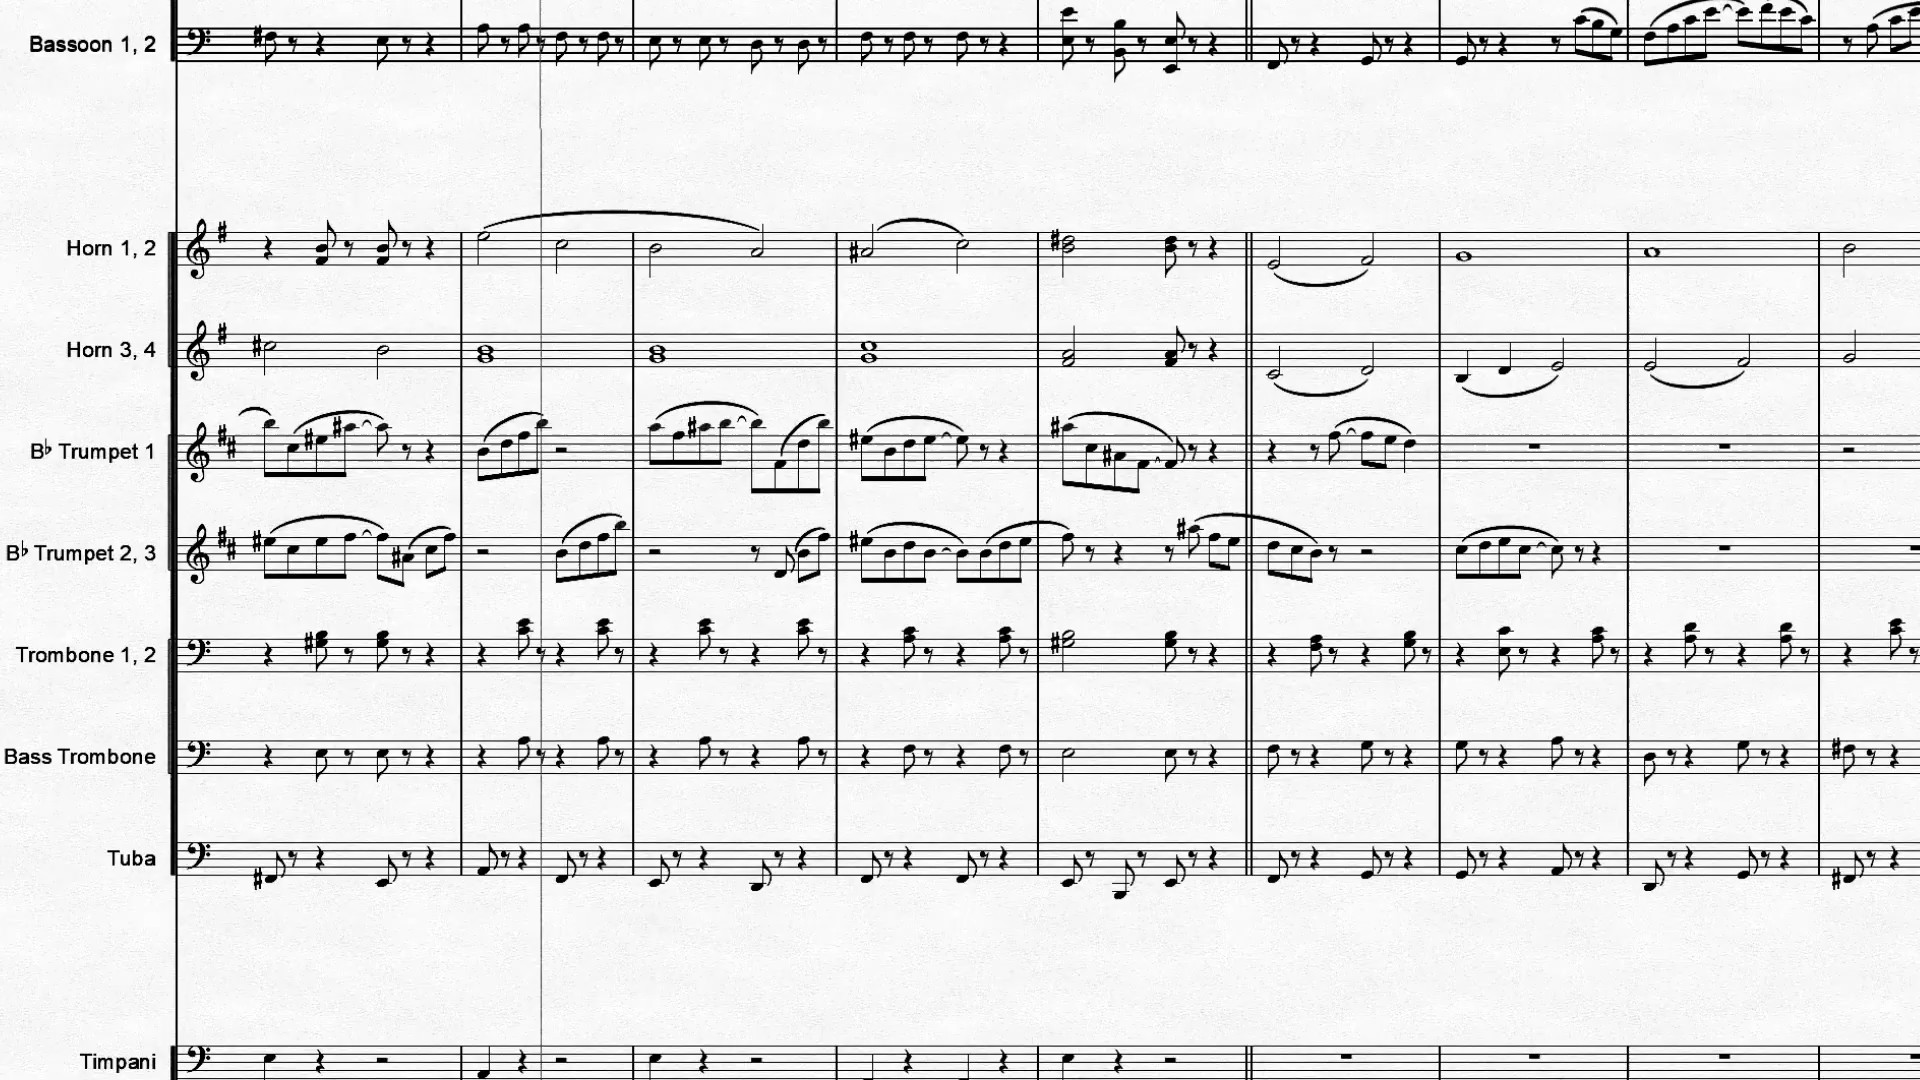 Bassoon 1, 2
Horn 1, 2
Horn 3, 4
B♭ Trumpet 1
B♭ Trumpet 2, 3
Trombone 1, 2
Bass Trombone
Tuba
Timpani